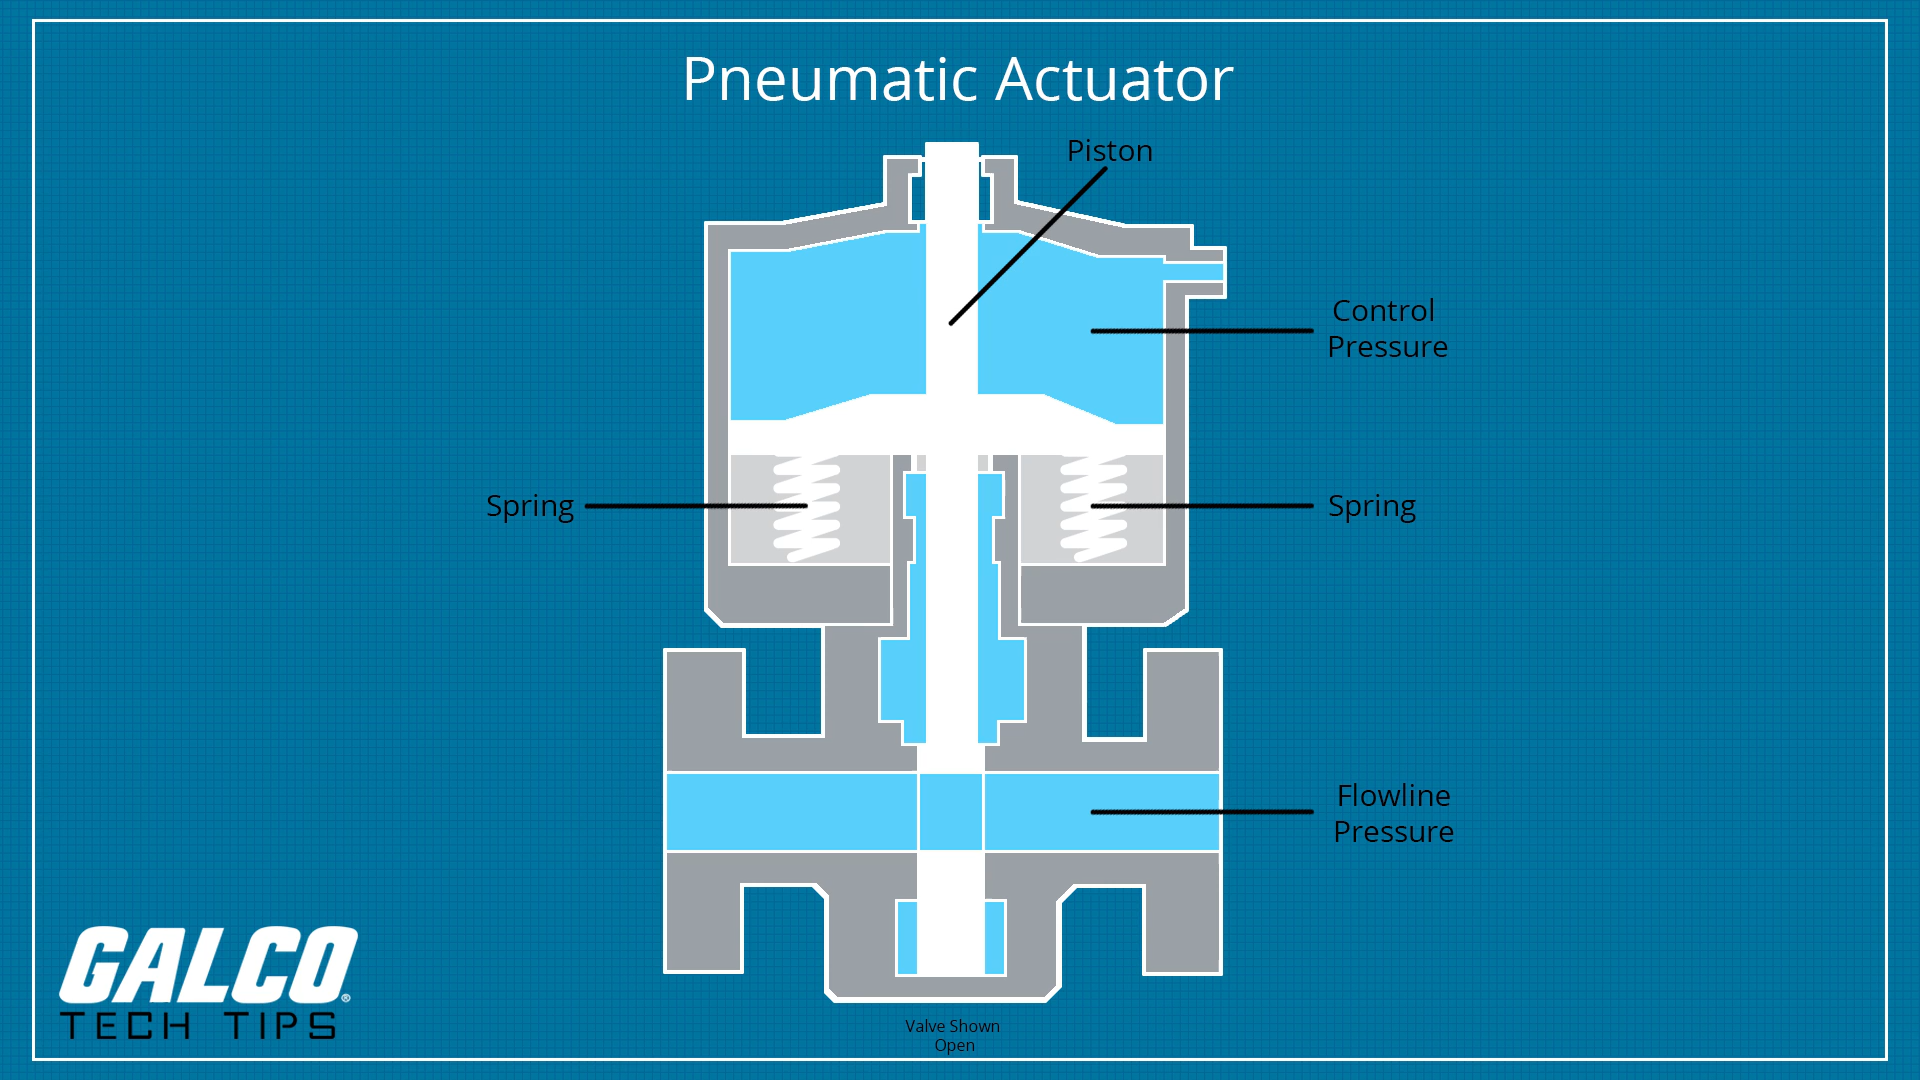 Pneumatic Actuator
Piston
Control
Pressure
Spring
Spring
Flowline
Pressure
GALCO®
TECH TIPS
Valve Shown
Open